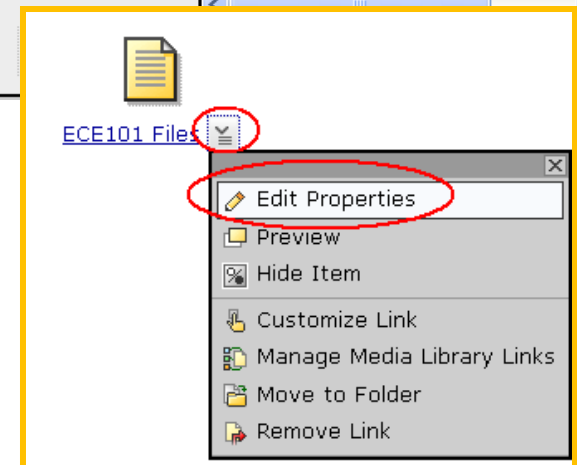 ECE101 Files
Edit Properties
Preview
Hide Item
Customize Link
Manage Media Library Links
Move to Folder
Remove Link